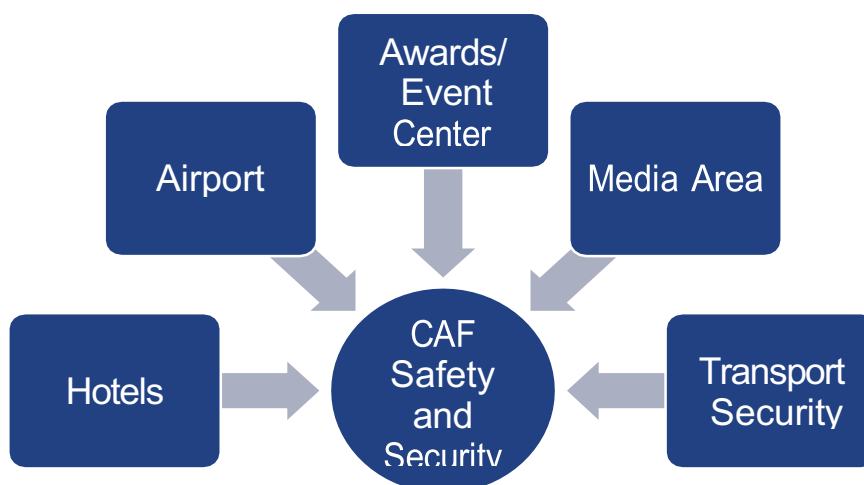 Awards/
Event
Center
Airport
Media Area
CAF
Safety
and
Security
Hotels
Transport
Security